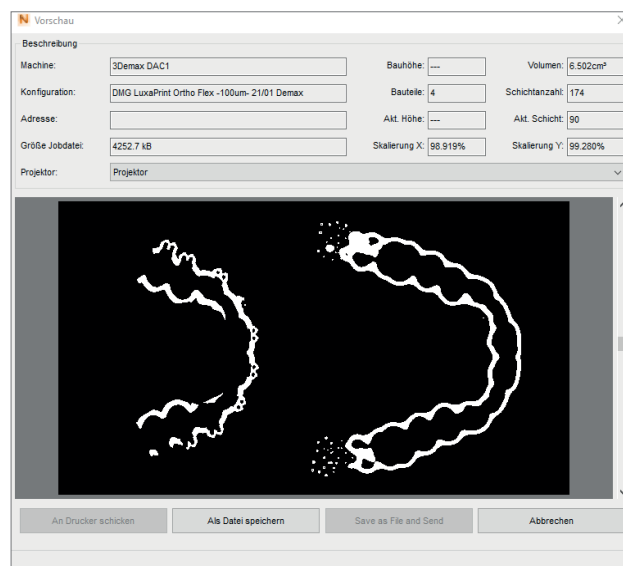 Vorschau
Beschreibung
Machine: 3Demax DAC1 Bauhöhe: --- Volumen: 6.502cm³
Konfiguration: DMG LuxaPrint Ortho Flex -100um- 21/01 Demax Bauteile: 4 Schichtanzahl: 174
Adresse: Akt. Höhe: --- Akt. Schicht: 90
Größe Jobdatei: 4252.7 kB Skalierung X: 98.919% Skalierung Y: 99.280%
Projektor: Projektor
An Drucker schicken Als Datei speichern Save as File and Send Abbrechen